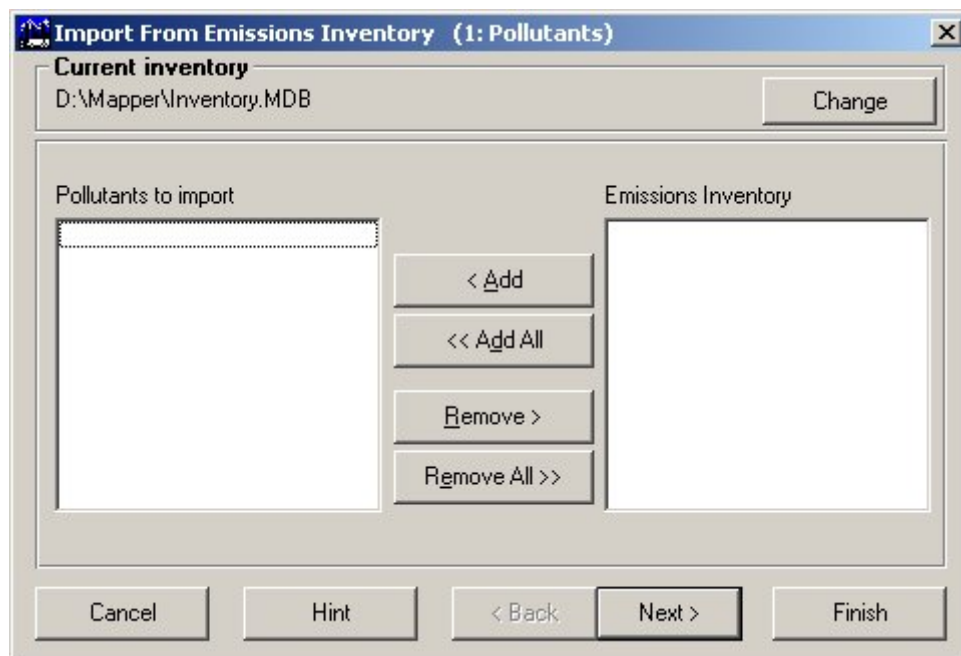 Import From Emissions Inventory (1: Pollutants)
Current inventory
D:\Mapper\Inventory.MDB
Change
Pollutants to import
Emissions Inventory
< Add
<< Add All
Remove >
Remove All >>
Cancel
Hint
< Back
Next >
Finish